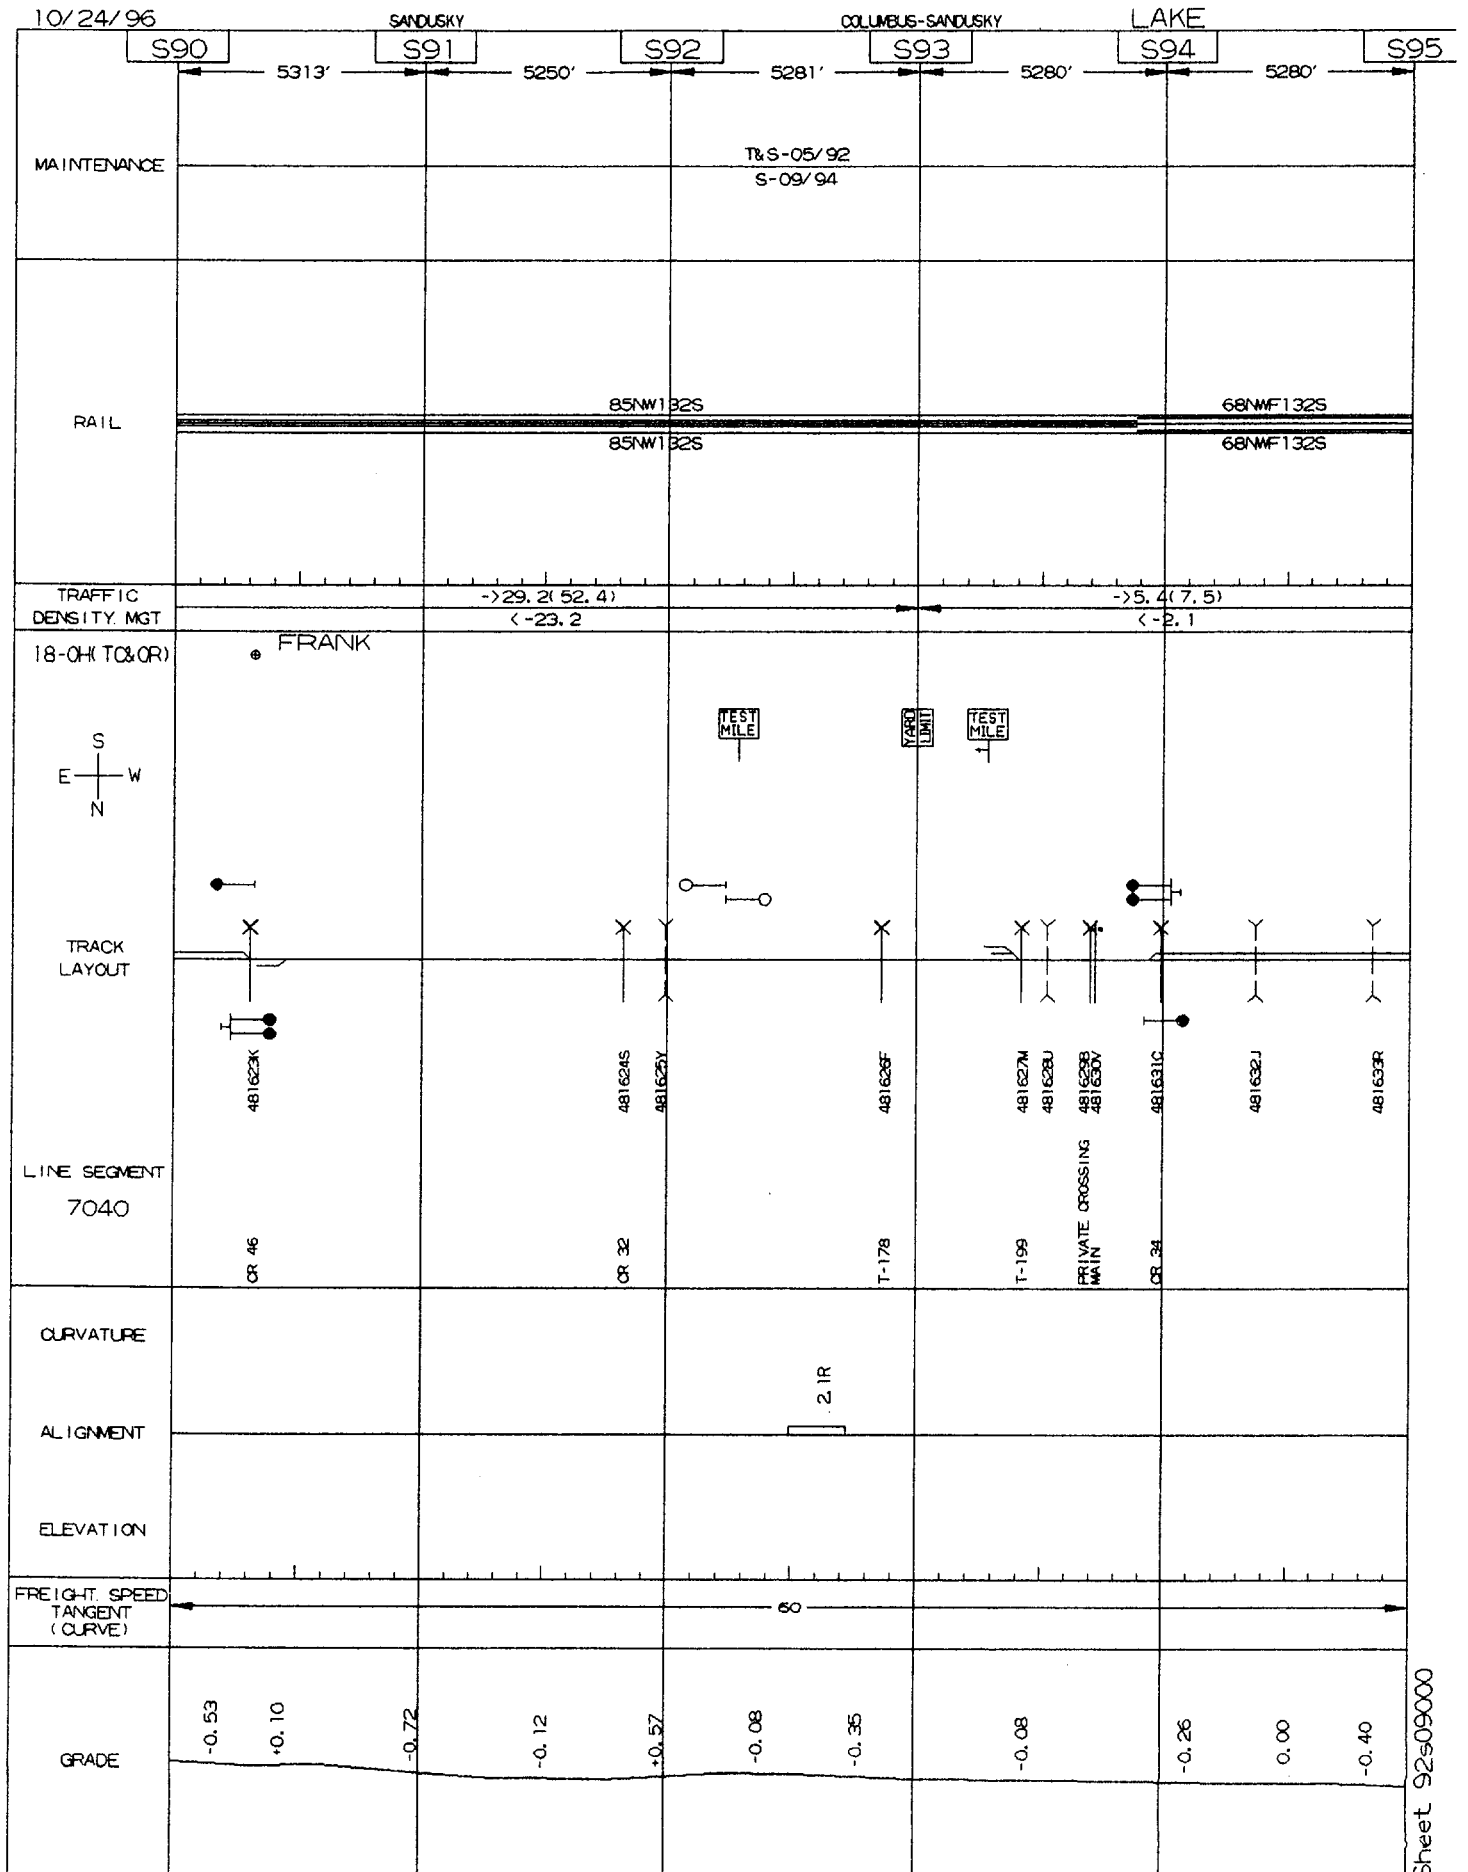 10/24/96 SANDUSKY COLUMBUS-SANDUSKY LAKE
S90 S91 S92 S93 S94 S95
5313' 5250' 5281' 5280' 5280'
MAINTENANCE
T&S-05/92
S-09/94
RAIL
85NW132S 68NWF132S
85NW132S 68NWF132S
TRAFFIC
DENSITY. MGT
->29.2(52.4) ->5.4(7.5)
<-23.2 <-2.1
18-OH(TC&OR)
FRANK
TEST
MILE
YARD
LIMIT
TEST
MILE
S
E W
N
TRACK
LAYOUT
481623K
481624S
481625Y
481626F
481627M
481628U
481629B
481630V
481631C
481632J
481633R
LINE SEGMENT
7040
CR 46
CR 32
T-178
T-199
PRIVATE CROSSING
MAIN
CR 34
CURVATURE
2.1R
ALIGNMENT
ELEVATION
FREIGHT. SPEED
TANGENT
(CURVE)
60
GRADE
-0.53
+0.10
-0.72
-0.12
+0.57
-0.08
-0.35
-0.08
-0.26
0.00
-0.40
Sheet 92s09000